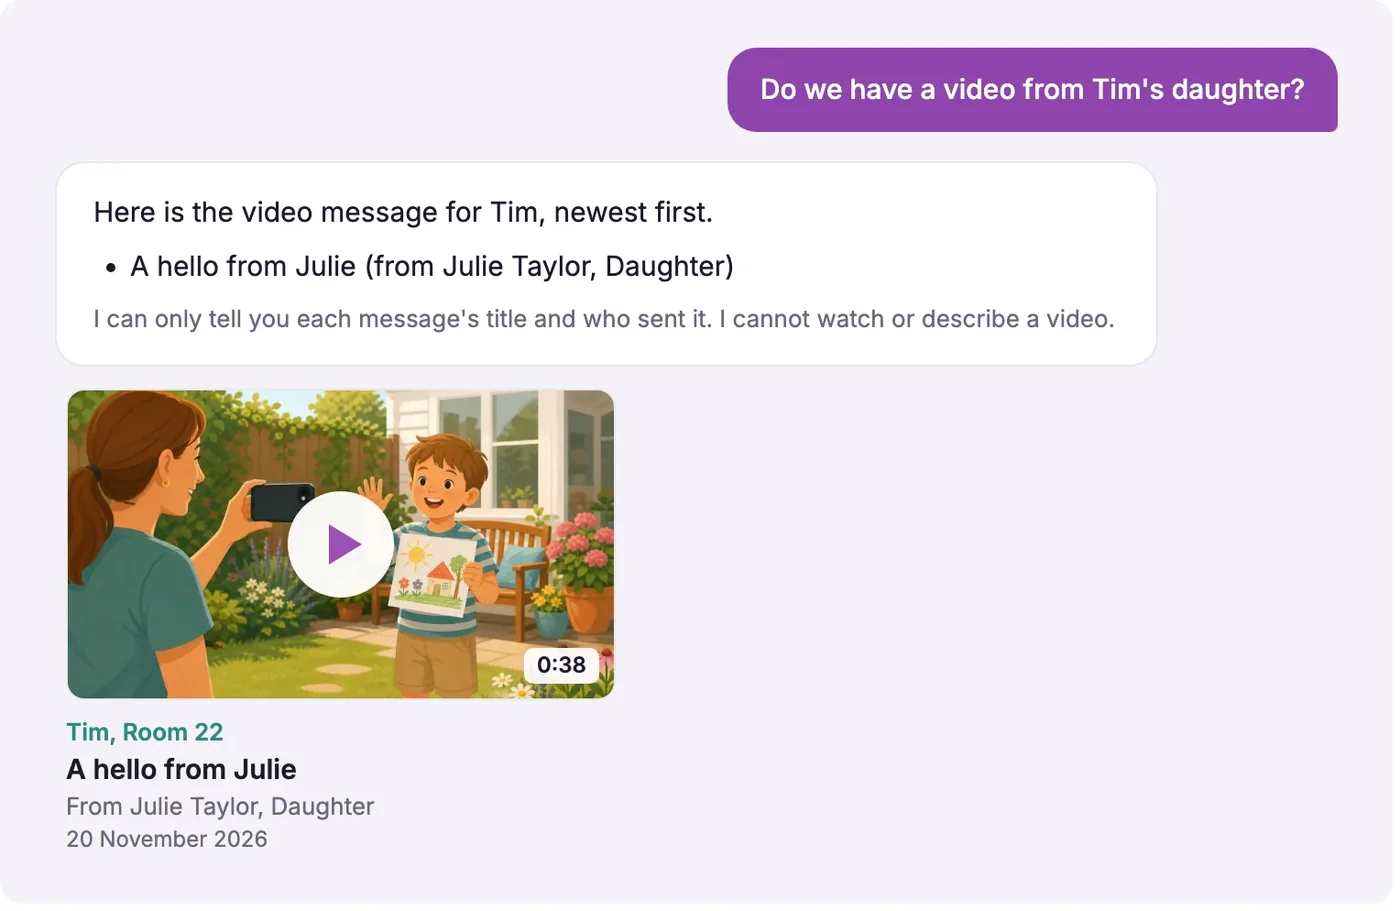 Do we have a video from Tim's daughter?
Here is the video message for Tim, newest first.
• A hello from Julie (from Julie Taylor, Daughter)
I can only tell you each message's title and who sent it. I cannot watch or describe a video.
0:38
Tim, Room 22
A hello from Julie
From Julie Taylor, Daughter
20 November 2026